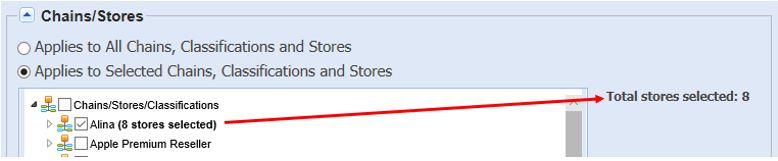 Chains/Stores
Applies to All Chains, Classifications and Stores
Applies to Selected Chains, Classifications and Stores
Total stores selected: 8
Chains/Stores/Classifications
Alina (8 stores selected)
Apple Premium Reseller